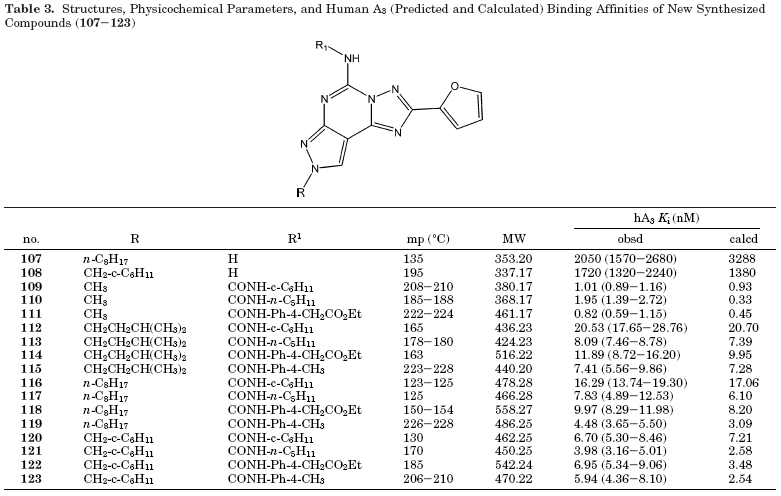 Table 3. Structures, Physicochemical Parameters, and Human A₃ (Predicted and Calculated) Binding Affinities of New Synthesized
Compounds (107−123)
R₁
NH
N N N O
N N
N
R
hA₃ Kᵢ (nM)
no. R R¹ mp (°C) MW obsd calcd
107 n-C₈H₁₇ H 135 353.20 2050 (1570−2680) 3288
108 CH₂-c-C₆H₁₁ H 195 337.17 1720 (1320−2240) 1380
109 CH₃ CONH-c-C₆H₁₁ 208−210 380.17 1.01 (0.89−1.16) 0.93
110 CH₃ CONH-n-C₅H₁₁ 185−188 368.17 1.95 (1.39−2.72) 0.33
111 CH₃ CONH-Ph-4-CH₂CO₂Et 222−224 461.17 0.82 (0.59−1.15) 0.45
112 CH₂CH₂CH(CH₃)₂ CONH-c-C₆H₁₁ 165 436.23 20.53 (17.65−28.76) 20.70
113 CH₂CH₂CH(CH₃)₂ CONH-n-C₅H₁₁ 178−180 424.23 8.09 (7.46−8.78) 7.39
114 CH₂CH₂CH(CH₃)₂ CONH-Ph-4-CH₂CO₂Et 163 516.22 11.89 (8.72−16.20) 9.95
115 CH₂CH₂CH(CH₃)₂ CONH-Ph-4-CH₃ 223−228 440.20 7.41 (5.56−9.86) 7.28
116 n-C₈H₁₇ CONH-c-C₆H₁₁ 123−125 478.28 16.29 (13.74−19.30) 17.06
117 n-C₈H₁₇ CONH-n-C₅H₁₁ 125 466.28 7.83 (4.89−12.53) 6.10
118 n-C₈H₁₇ CONH-Ph-4-CH₂CO₂Et 150−154 558.27 9.97 (8.29−11.98) 8.20
119 n-C₈H₁₇ CONH-Ph-4-CH₃ 226−228 486.25 4.48 (3.65−5.50) 3.09
120 CH₂-c-C₆H₁₁ CONH-c-C₆H₁₁ 130 462.25 6.70 (5.30−8.46) 7.21
121 CH₂-c-C₆H₁₁ CONH-n-C₅H₁₁ 170 450.25 3.98 (3.16−5.01) 2.58
122 CH₂-c-C₆H₁₁ CONH-Ph-4-CH₂CO₂Et 185 542.24 6.95 (5.34−9.06) 3.48
123 CH₂-c-C₆H₁₁ CONH-Ph-4-CH₃ 206−210 470.22 5.94 (4.36−8.10) 2.54